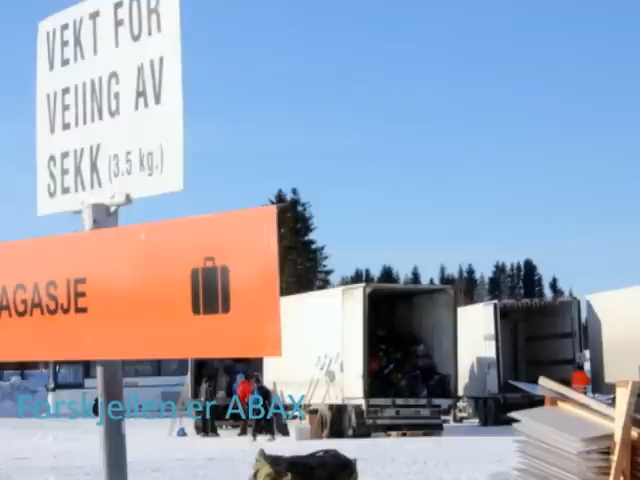 VEKT FOR
VEIING AV
SEKK (3.5 kg.)
AGASJE
Forskjellen er ABAX